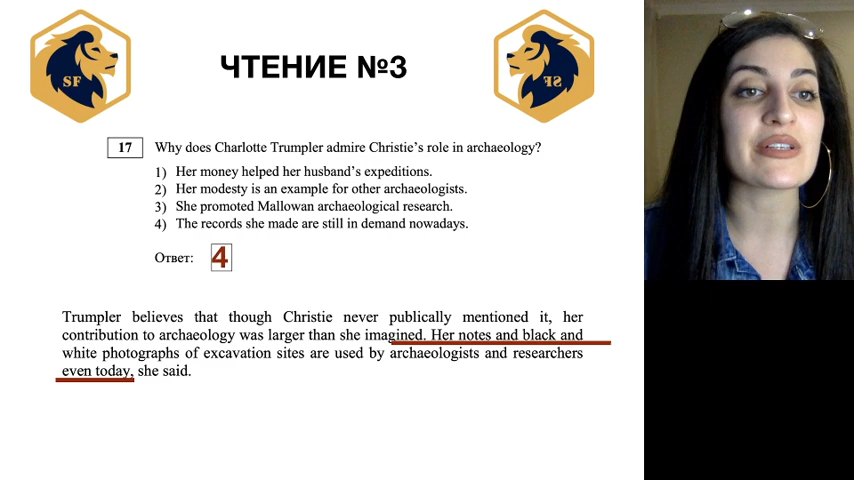 SF
SF
ЧТЕНИЕ №3
17 Why does Charlotte Trumpler admire Christie's role in archaeology?
1) Her money helped her husband's expeditions.
2) Her modesty is an example for other archaeologists.
3) She promoted Mallowan archaeological research.
4) The records she made are still in demand nowadays.
Ответ: 4
Trumpler believes that though Christie never publically mentioned it, her
contribution to archaeology was larger than she imagined. Her notes and black and
white photographs of excavation sites are used by archaeologists and researchers
even today, she said.